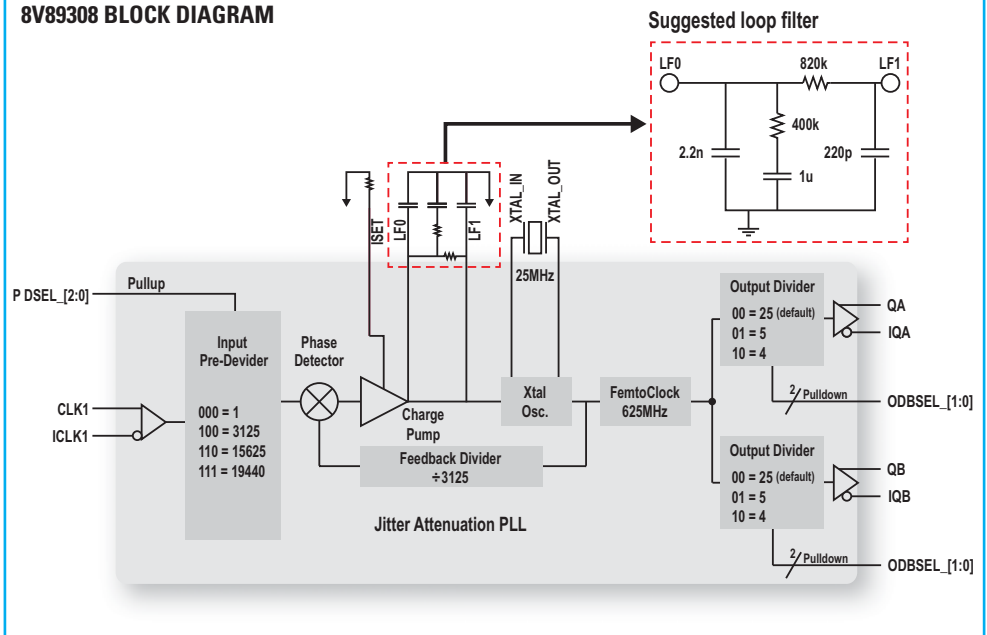 8V89308 BLOCK DIAGRAM
Suggested loop filter
LF0
820k
LF1
400k
2.2n
220p
1u
ISET
LF0
LF1
XTAL_IN
XTAL_OUT
25MHz
P DSEL_[2:0]
Pullup
Input
Pre-Devider
000 = 1
100 = 3125
110 = 15625
111 = 19440
CLK1
ICLK1
Phase
Detector
Charge
Pump
Feedback Divider
÷3125
Xtal
Osc.
FemtoClock
625MHz
Jitter Attenuation PLL
Output Divider
00 = 25 (default)
01 = 5
10 = 4
QA
IQA
2
Pulldown
ODBSEL_[1:0]
Output Divider
00 = 25 (default)
01 = 5
10 = 4
QB
IQB
2
Pulldown
ODBSEL_[1:0]